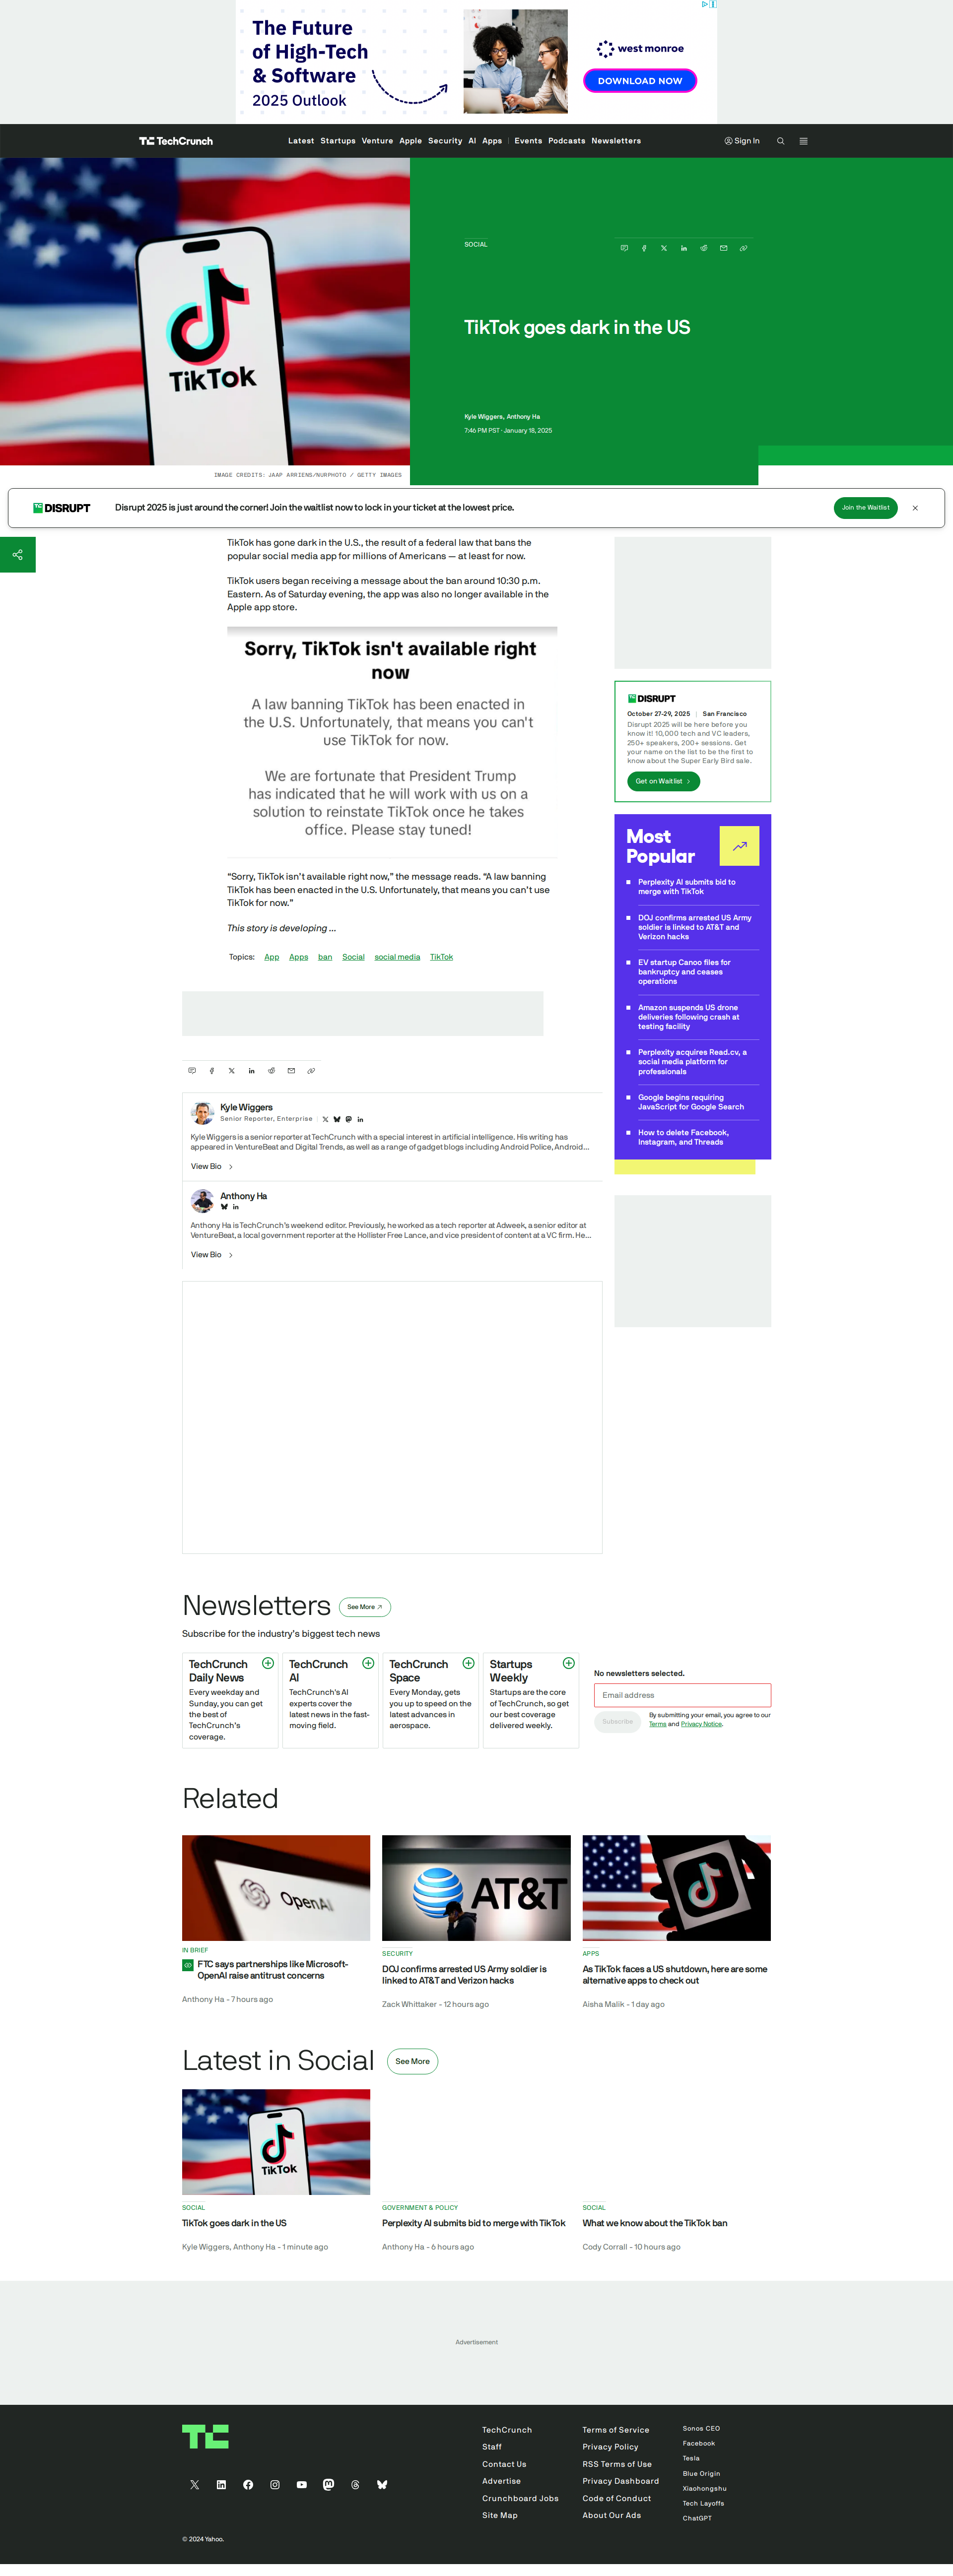 The Future
of High-Tech
& Software
2025 Outlook
west monroe
DOWNLOAD NOW
TechCrunch
Latest Startups Venture Apple Security AI Apps | Events Podcasts Newsletters
Sign In
SOCIAL
TikTok goes dark in the US
Kyle Wiggers, Anthony Ha
7:46 PM PST · January 18, 2025
TikTok
IMAGE CREDITS: JAAP ARRIENS/NURPHOTO / GETTY IMAGES
TC DISRUPT
Disrupt 2025 is just around the corner! Join the waitlist now to lock in your ticket at the lowest price.
Join the Waitlist
TikTok has gone dark in the U.S., the result of a federal law that bans the
popular social media app for millions of Americans — at least for now.
TikTok users began receiving a message about the ban around 10:30 p.m.
Eastern. As of Saturday evening, the app was also no longer available in the
Apple app store.
Sorry, TikTok isn't available right
now
A law banning TikTok has been enacted in
the U.S. Unfortunately, that means you can't
use TikTok for now.
We are fortunate that President Trump
has indicated that he will work with us on a
solution to reinstate TikTok once he takes
office. Please stay tuned!
“Sorry, TikTok isn't available right now,” the message reads. “A law banning
TikTok has been enacted in the U.S. Unfortunately, that means you can't use
TikTok for now.”
This story is developing …
Topics: App Apps ban Social social media TikTok
Kyle Wiggers
Senior Reporter, Enterprise
Kyle Wiggers is a senior reporter at TechCrunch with a special interest in artificial intelligence. His writing has
appeared in VentureBeat and Digital Trends, as well as a range of gadget blogs including Android Police, Android…
View Bio
Anthony Ha
Anthony Ha is TechCrunch's weekend editor. Previously, he worked as a tech reporter at Adweek, a senior editor at
VentureBeat, a local government reporter at the Hollister Free Lance, and vice president of content at a VC firm. He…
View Bio
TC DISRUPT
October 27-29, 2025 | San Francisco
Disrupt 2025 will be here before you
know it! 10,000 tech and VC leaders,
250+ speakers, 200+ sessions. Get
your name on the list to be the first to
know about the Super Early Bird sale.
Get on Waitlist
Most
Popular
Perplexity AI submits bid to
merge with TikTok
DOJ confirms arrested US Army
soldier is linked to AT&T and
Verizon hacks
EV startup Canoo files for
bankruptcy and ceases
operations
Amazon suspends US drone
deliveries following crash at
testing facility
Perplexity acquires Read.cv, a
social media platform for
professionals
Google begins requiring
JavaScript for Google Search
How to delete Facebook,
Instagram, and Threads
Newsletters
See More
Subscribe for the industry's biggest tech news
TechCrunch
Daily News
Every weekday and
Sunday, you can get
the best of
TechCrunch's
coverage.
TechCrunch
AI
TechCrunch's AI
experts cover the
latest news in the fast-
moving field.
TechCrunch
Space
Every Monday, gets
you up to speed on the
latest advances in
aerospace.
Startups
Weekly
Startups are the core
of TechCrunch, so get
our best coverage
delivered weekly.
No newsletters selected.
Email address
Subscribe
By submitting your email, you agree to our
Terms and Privacy Notice.
Related
OpenAI
IN BRIEF
FTC says partnerships like Microsoft-
OpenAI raise antitrust concerns
Anthony Ha - 7 hours ago
AT&T
SECURITY
DOJ confirms arrested US Army soldier is
linked to AT&T and Verizon hacks
Zack Whittaker - 12 hours ago
APPS
As TikTok faces a US shutdown, here are some
alternative apps to check out
Aisha Malik - 1 day ago
Latest in Social
See More
TikTok
SOCIAL
TikTok goes dark in the US
Kyle Wiggers, Anthony Ha - 1 minute ago
GOVERNMENT & POLICY
Perplexity AI submits bid to merge with TikTok
Anthony Ha - 6 hours ago
SOCIAL
What we know about the TikTok ban
Cody Corrall - 10 hours ago
Advertisement
TechCrunch
Staff
Contact Us
Advertise
Crunchboard Jobs
Site Map
Terms of Service
Privacy Policy
RSS Terms of Use
Privacy Dashboard
Code of Conduct
About Our Ads
Sonos CEO
Facebook
Tesla
Blue Origin
Xiaohongshu
Tech Layoffs
ChatGPT
© 2024 Yahoo.